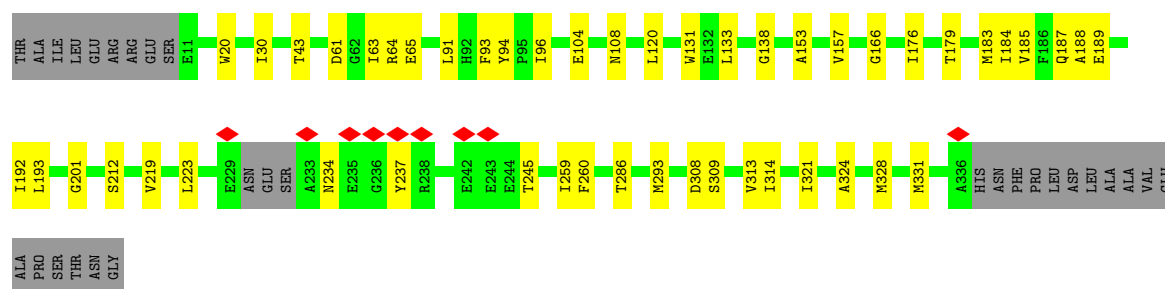 THR ALA ILE LEU GLU ARG ARG GLU SER E11 W20 I30 T43 D61 G62 I63 R64 E65 L91 H92 F93 Y94 P95 I96 E104 N108 L120 W131 E132 L133 G138 A153 V157 G166 I176 T179 M183 I184 V185 F186 Q187 A188 E189
I192 L193 G201 S212 V219 L223 E229 ASN GLU SER A233 N234 E235 G236 Y237 R238 E242 E243 E244 T245 I259 F260 T286 M293 D308 S309 V313 I314 I321 A324 M328 M331 A336 HIS ASN PHE PRO LEU ASP LEU ALA ALA VAL GLU
ALA PRO SER THR ASN GLY